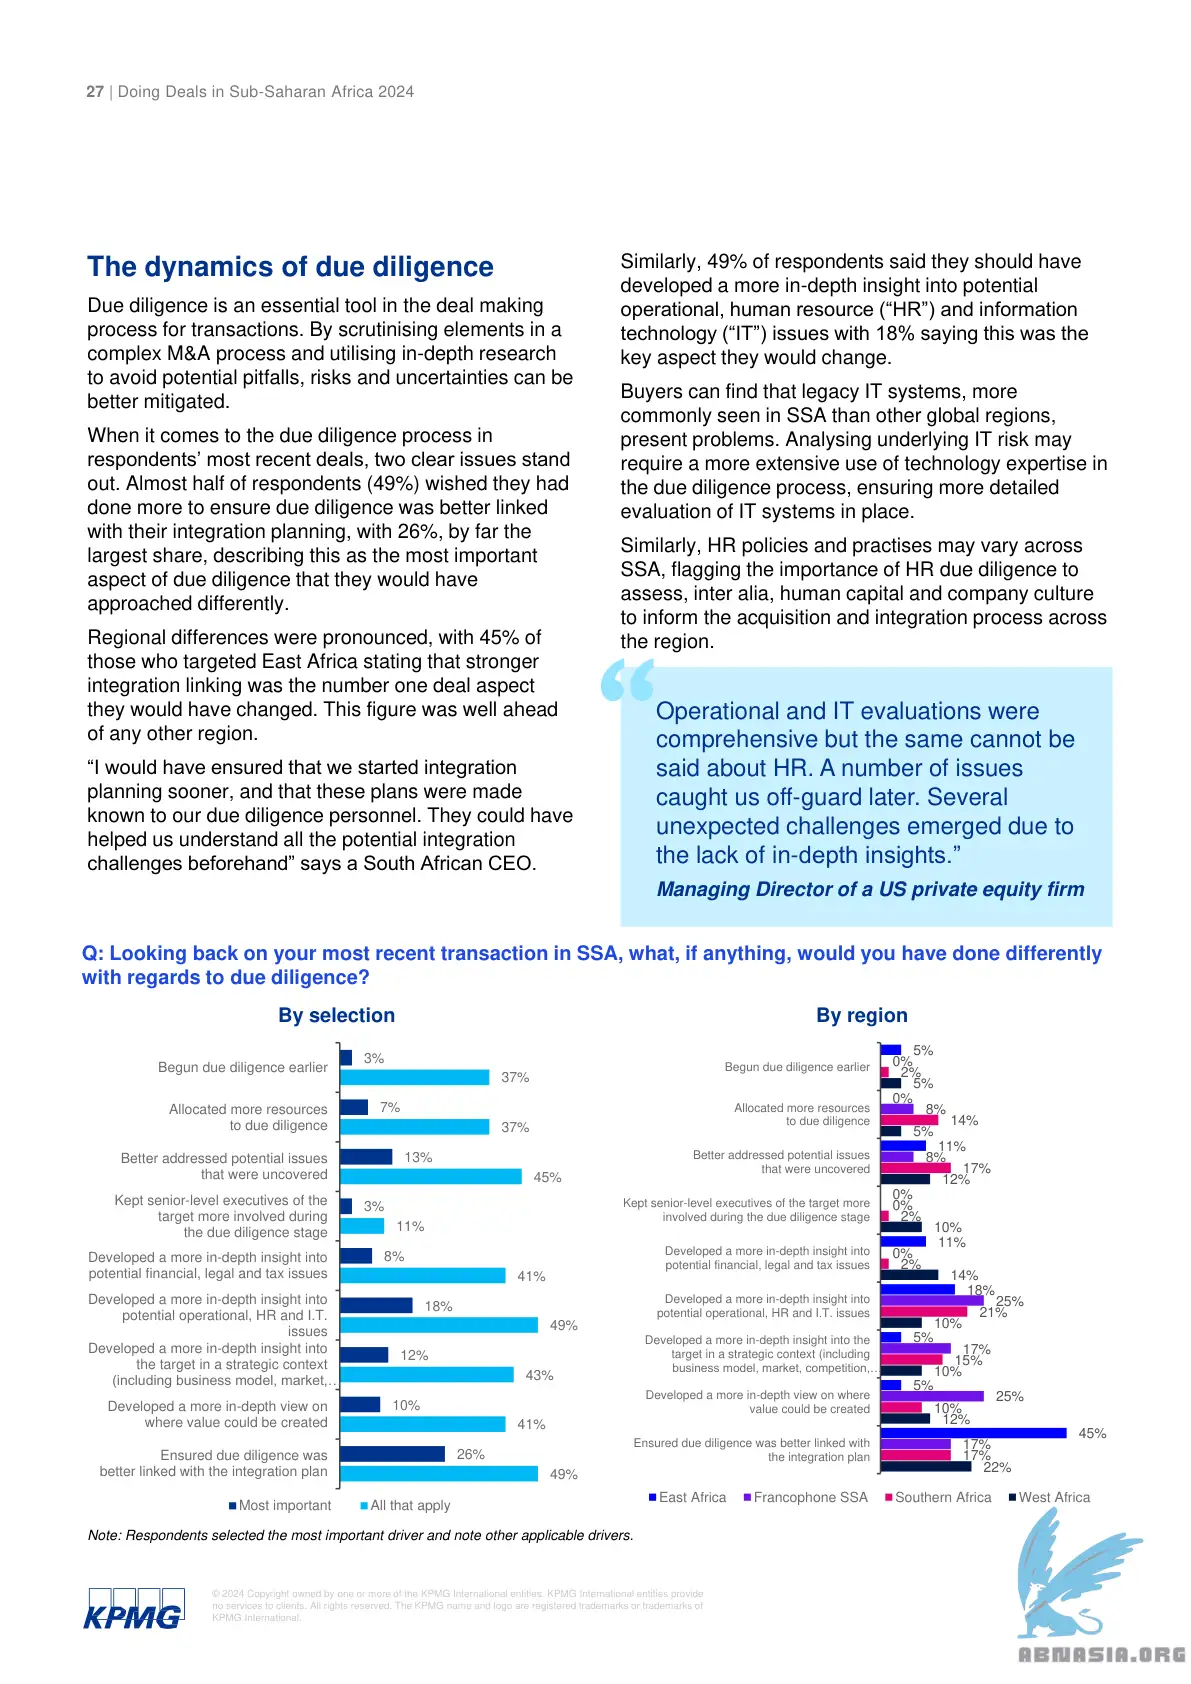 27 | Doing Deals in Sub-Saharan Africa 2024
The dynamics of due diligence
Due diligence is an essential tool in the deal making
process for transactions. By scrutinising elements in a
complex M&A process and utilising in-depth research
to avoid potential pitfalls, risks and uncertainties can be
better mitigated.
When it comes to the due diligence process in
respondents’ most recent deals, two clear issues stand
out. Almost half of respondents (49%) wished they had
done more to ensure due diligence was better linked
with their integration planning, with 26%, by far the
largest share, describing this as the most important
aspect of due diligence that they would have
approached differently.
Regional differences were pronounced, with 45% of
those who targeted East Africa stating that stronger
integration linking was the number one deal aspect
they would have changed. This figure was well ahead
of any other region.
“I would have ensured that we started integration
planning sooner, and that these plans were made
known to our due diligence personnel. They could have
helped us understand all the potential integration
challenges beforehand” says a South African CEO.
Similarly, 49% of respondents said they should have
developed a more in-depth insight into potential
operational, human resource (“HR”) and information
technology (“IT”) issues with 18% saying this was the
key aspect they would change.
Buyers can find that legacy IT systems, more
commonly seen in SSA than other global regions,
present problems. Analysing underlying IT risk may
require a more extensive use of technology expertise in
the due diligence process, ensuring more detailed
evaluation of IT systems in place.
Similarly, HR policies and practises may vary across
SSA, flagging the importance of HR due diligence to
assess, inter alia, human capital and company culture
to inform the acquisition and integration process across
the region.
“
Operational and IT evaluations were
comprehensive but the same cannot be
said about HR. A number of issues
caught us off-guard later. Several
unexpected challenges emerged due to
the lack of in-depth insights.”
Managing Director of a US private equity firm
Q: Looking back on your most recent transaction in SSA, what, if anything, would you have done differently
with regards to due diligence?
By selection
Begun due diligence earlier
3%
37%
Allocated more resources
to due diligence
7%
37%
Better addressed potential issues
that were uncovered
13%
45%
Kept senior-level executives of the
target more involved during
the due diligence stage
3%
11%
Developed a more in-depth insight into
potential financial, legal and tax issues
8%
41%
Developed a more in-depth insight into
potential operational, HR and I.T.
issues
18%
49%
Developed a more in-depth insight into
the target in a strategic context
(including business model, market,…
12%
43%
Developed a more in-depth view on
where value could be created
10%
41%
Ensured due diligence was
better linked with the integration plan
26%
49%
Most important
All that apply
By region
Begun due diligence earlier
5%
0%
2%
5%
Allocated more resources
to due diligence
0%
8%
14%
5%
Better addressed potential issues
that were uncovered
11%
8%
17%
12%
Kept senior-level executives of the target more
involved during the due diligence stage
0%
0%
2%
10%
Developed a more in-depth insight into
potential financial, legal and tax issues
11%
0%
2%
14%
Developed a more in-depth insight into
potential operational, HR and I.T. issues
18%
25%
21%
10%
Developed a more in-depth insight into the
target in a strategic context (including
business model, market, competition,…
5%
17%
15%
10%
Developed a more in-depth view on where
value could be created
5%
25%
10%
12%
Ensured due diligence was better linked with
the integration plan
45%
17%
17%
22%
East Africa
Francophone SSA
Southern Africa
West Africa
Note: Respondents selected the most important driver and note other applicable drivers.
KPMG
© 2024 Copyright owned by one or more of the KPMG International entities. KPMG International entities provide
no services to clients. All rights reserved. The KPMG name and logo are registered trademarks or trademarks of
KPMG International.
ABNASIA.ORG